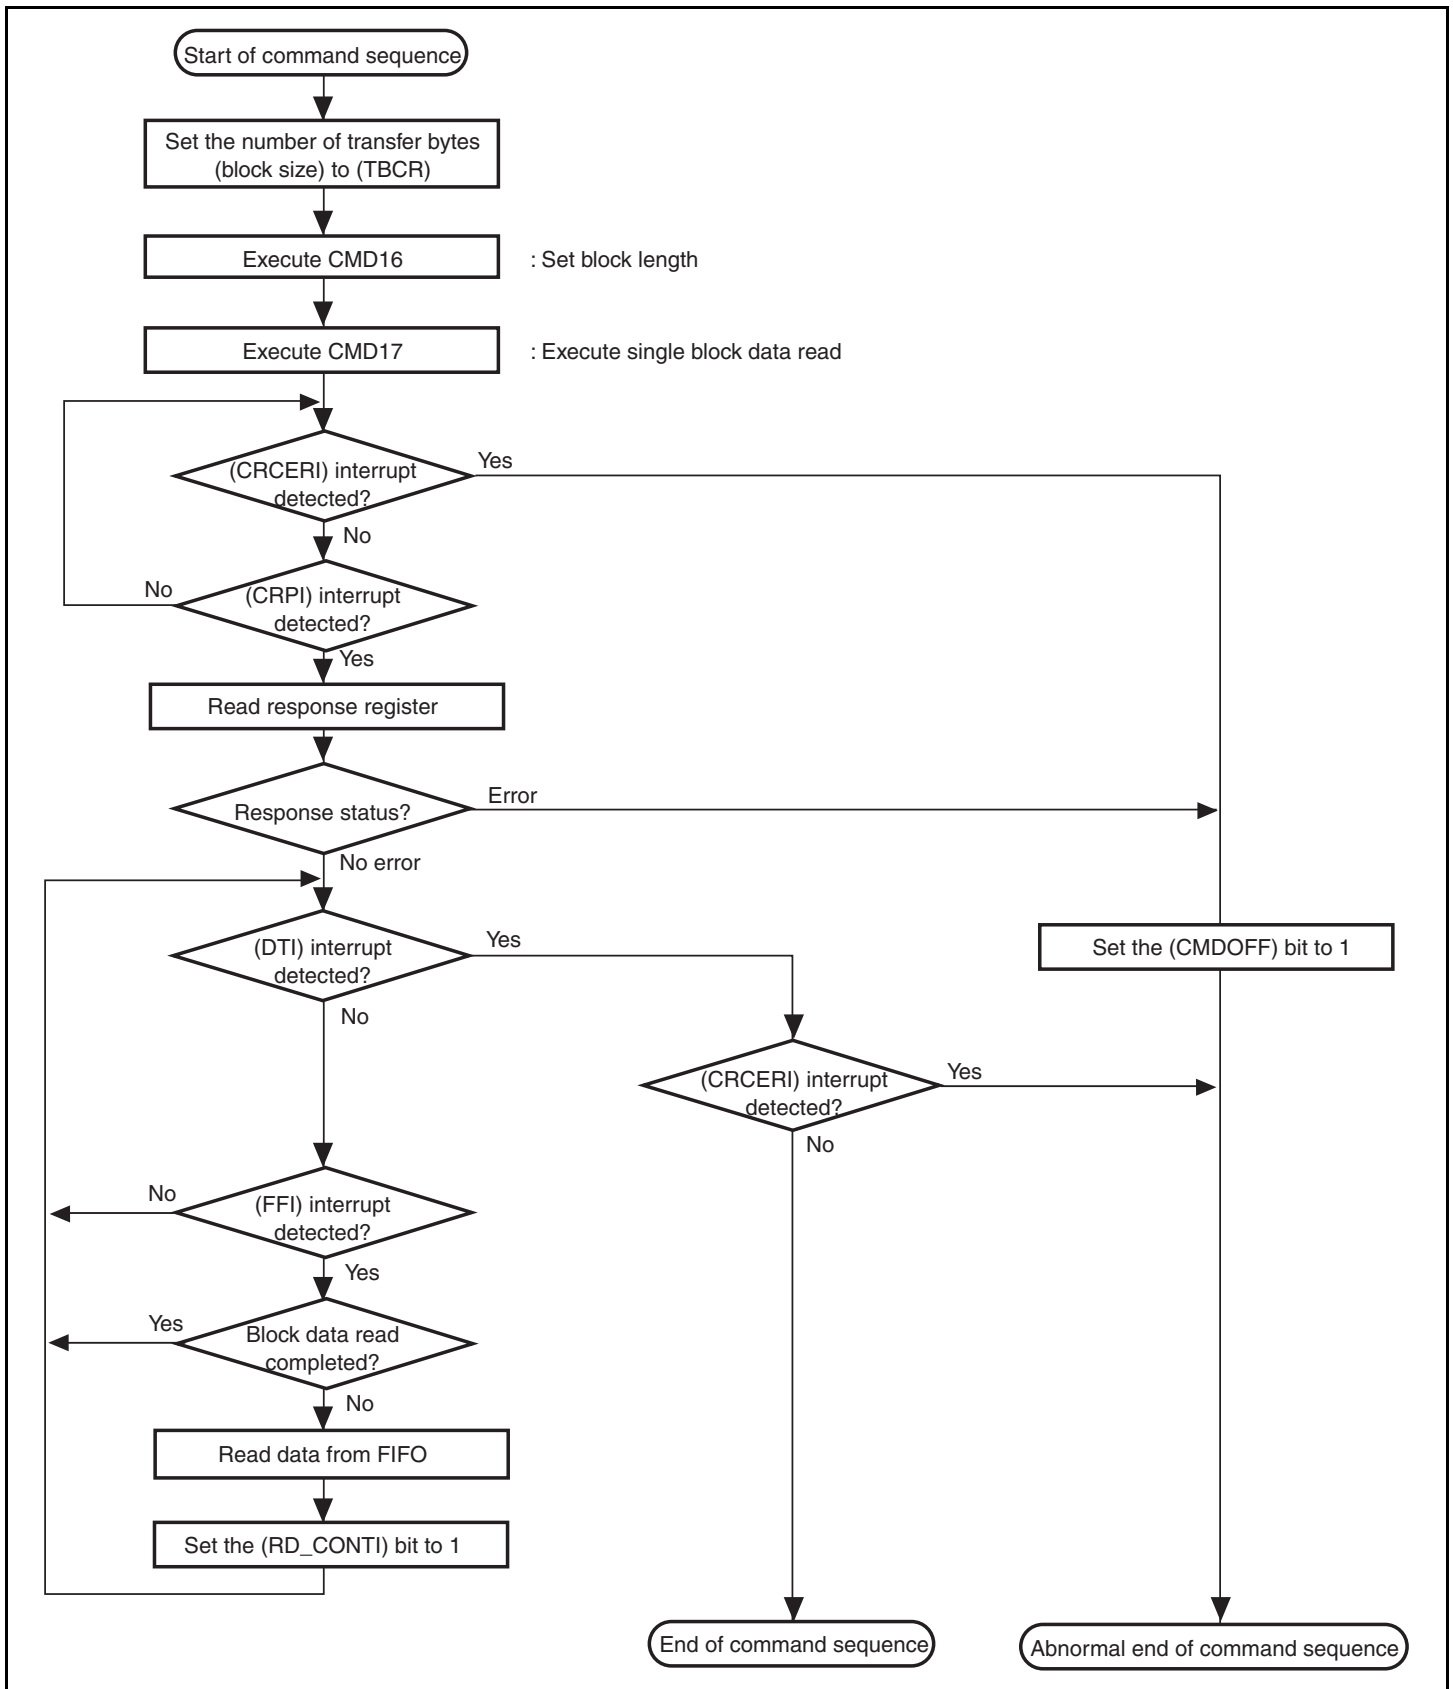 Start of command sequence
Set the number of transfer bytes
(block size) to (TBCR)
Execute CMD16
: Set block length
Execute CMD17
: Execute single block data read
(CRCERI) interrupt
detected?
Yes
No
(CRPI) interrupt
detected?
No
Yes
Read response register
Response status?
Error
No error
(DTI) interrupt
detected?
Yes
No
Set the (CMDOFF) bit to 1
(CRCERI) interrupt
detected?
Yes
No
(FFI) interrupt
detected?
No
Yes
Block data read
completed?
Yes
No
Read data from FIFO
Set the (RD_CONTI) bit to 1
End of command sequence
Abnormal end of command sequence